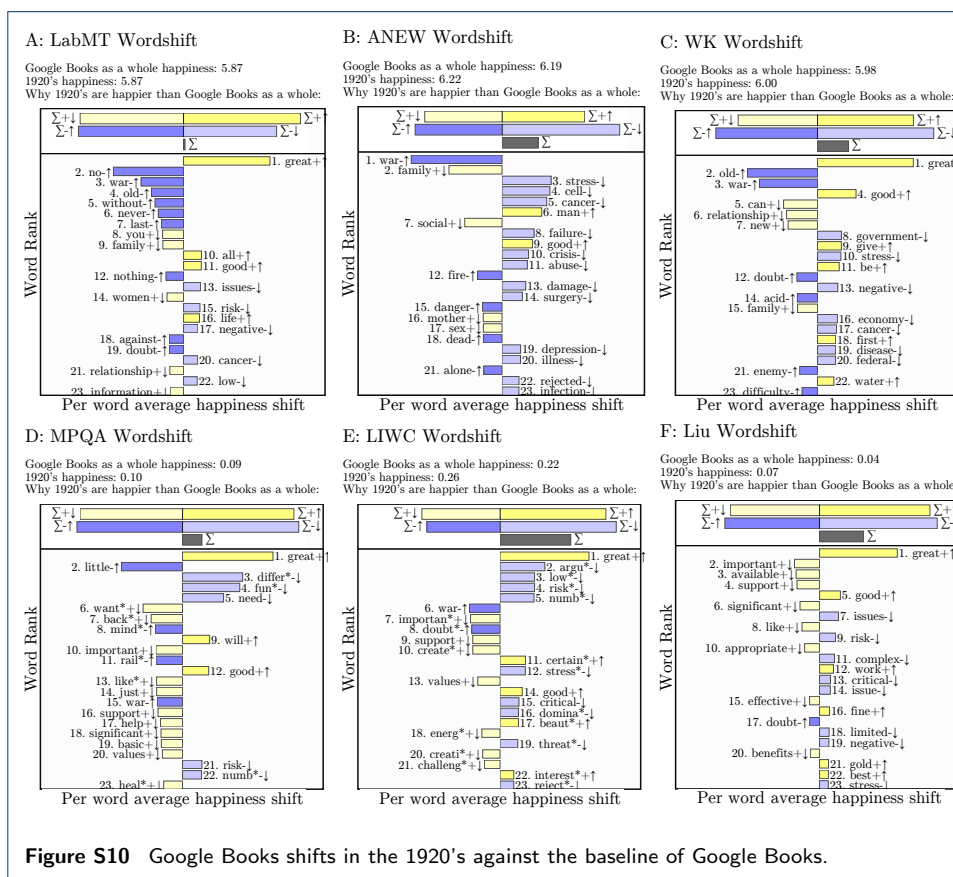 A: LabMT Wordshift
Google Books as a whole happiness: 5.87
1920's happiness: 5.87
Why 1920's are happier than Google Books as a whole:
Σ+↓ Σ+↑
Σ-↑ Σ-↓
Σ
1. great+↑
2. no-↑
3. war-↑
4. old-↑
5. without-↑
6. never-↑
7. last-↑
8. you+↓
9. family+↓
10. all+↑
11. good+↑
12. nothing-↑
13. issues-↓
14. women+↓
15. risk-↓
16. life+↑
17. negative-↓
18. against-↑
19. doubt-↑
20. cancer-↓
21. relationship+↓
22. low-↓
23. information+↓
Word Rank
Per word average happiness shift
B: ANEW Wordshift
Google Books as a whole happiness: 6.19
1920's happiness: 6.22
Why 1920's are happier than Google Books as a whole:
Σ+↓ Σ+↑
Σ-↑ Σ-↓
Σ
1. war-↑
2. family+↓
3. stress-↓
4. cell-↓
5. cancer-↓
6. man+↑
7. social+↓
8. failure-↓
9. good+↑
10. crisis-↓
11. abuse-↓
12. fire-↑
13. damage-↓
14. surgery-↓
15. danger-↑
16. mother+↓
17. sex+↓
18. dead-↑
19. depression-↓
20. illness-↓
21. alone-↑
22. rejected-↓
23. infection-↓
Word Rank
Per word average happiness shift
C: WK Wordshift
Google Books as a whole happiness: 5.98
1920's happiness: 6.00
Why 1920's are happier than Google Books as a whole:
Σ+↓ Σ+↑
Σ-↑ Σ-↓
Σ
1. great+
2. old-↑
3. war-↑
4. good+↑
5. can+↓
6. relationship+↓
7. new+↓
8. government-↓
9. give+↑
10. stress-↓
11. be+↑
12. doubt-↑
13. negative-↓
14. acid-↑
15. family+↓
16. economy-↓
17. cancer-↓
18. first+↑
19. disease-↓
20. federal-↓
21. enemy-↑
22. water+↑
23. difficulty-↑
Word Rank
Per word average happiness shift
D: MPQA Wordshift
Google Books as a whole happiness: 0.09
1920's happiness: 0.10
Why 1920's are happier than Google Books as a whole:
Σ+↓ Σ+↑
Σ-↑ Σ-↓
Σ
1. great+↑
2. little-↑
3. differ*-↓
4. fun*-↓
5. need-↓
6. want*+↓
7. back*+↓
8. mind*-↑
9. will+↑
10. important+↓
11. rail*-↑
12. good+↑
13. like*+↓
14. just+↓
15. war-↑
16. support+↓
17. help+↓
18. significant+↓
19. basic+↓
20. values+↓
21. risk-↓
22. numb*-↓
23. heal*+↓
Word Rank
Per word average happiness shift
E: LIWC Wordshift
Google Books as a whole happiness: 0.22
1920's happiness: 0.26
Why 1920's are happier than Google Books as a whole:
Σ+↓ Σ+↑
Σ-↑ Σ-↓
Σ
1. great+↑
2. argu*-↓
3. low*-↓
4. risk*-↓
5. numb*-↓
6. war-↑
7. importan*+↓
8. doubt*-↑
9. support+↓
10. create*+↓
11. certain*+↑
12. stress*-↓
13. values+↓
14. good+↑
15. critical-↓
16. domina*-↓
17. beaut*+↑
18. energ*+↓
19. threat*-↓
20. creati*+↓
21. challeng*+↓
22. interest*+↑
23. reject*-↓
Word Rank
Per word average happiness shift
F: Liu Wordshift
Google Books as a whole happiness: 0.04
1920's happiness: 0.07
Why 1920's are happier than Google Books as a whole:
Σ+↓ Σ+↑
Σ-↑ Σ-↓
Σ
1. great+↑
2. important+↓
3. available+↓
4. support+↓
5. good+↑
6. significant+↓
7. issues-↓
8. like+↓
9. risk-↓
10. appropriate+↓
11. complex-↓
12. work+↑
13. critical-↓
14. issue-↓
15. effective+↓
16. fine+↑
17. doubt-↑
18. limited-↓
19. negative-↓
20. benefits+↓
21. gold+↑
22. best+↑
23. stress-↓
Word Rank
Per word average happiness shift
Figure S10 Google Books shifts in the 1920's against the baseline of Google Books.